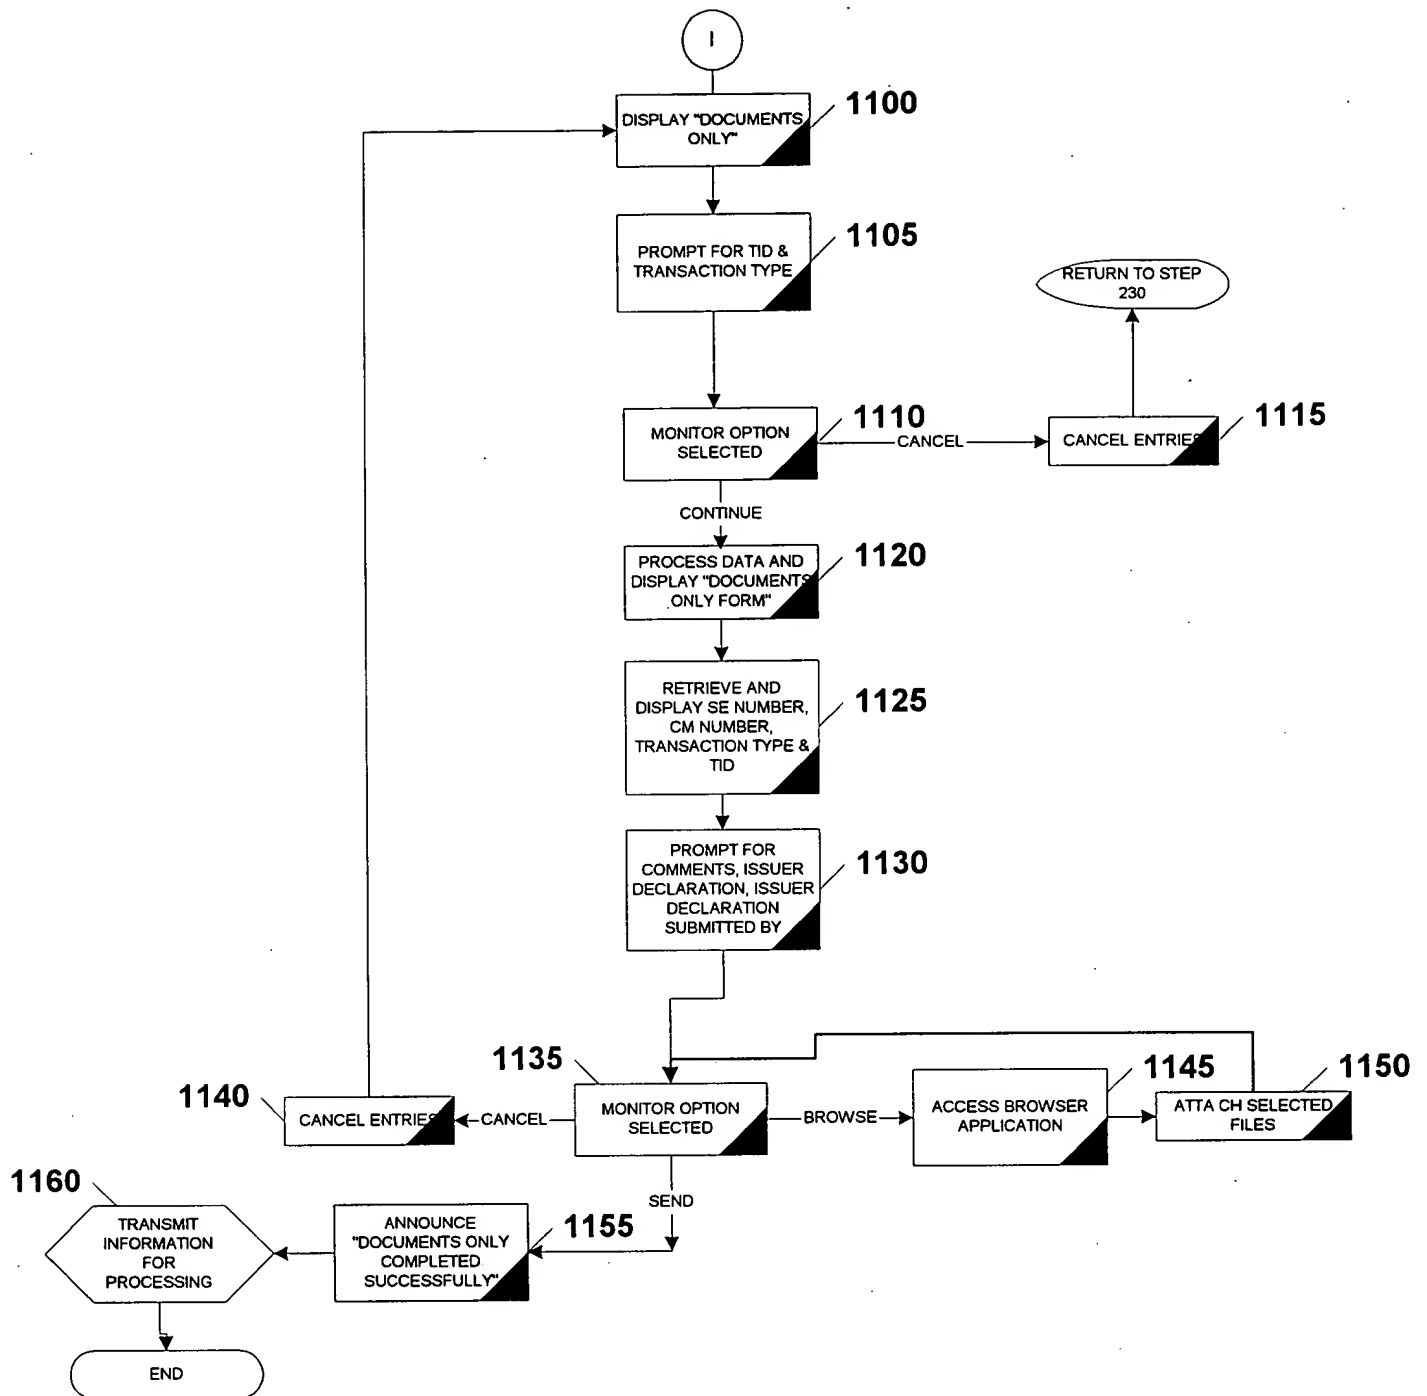 I
DISPLAY "DOCUMENTS
ONLY"
1100
PROMPT FOR TID &
TRANSACTION TYPE
1105
RETURN TO STEP
230
MONITOR OPTION
SELECTED
1110
CANCEL
CANCEL ENTRIES
1115
CONTINUE
PROCESS DATA AND
DISPLAY "DOCUMENTS
ONLY FORM"
1120
RETRIEVE AND
DISPLAY SE NUMBER,
CM NUMBER,
TRANSACTION TYPE &
TID
1125
PROMPT FOR
COMMENTS, ISSUER
DECLARATION, ISSUER
DECLARATION
SUBMITTED BY
1130
1135
MONITOR OPTION
SELECTED
1140
CANCEL ENTRIES
CANCEL
BROWSE
ACCESS BROWSER
APPLICATION
1145
ATTA CH SELECTED
FILES
1150
SEND
ANNOUNCE
"DOCUMENTS ONLY
COMPLETED
SUCCESSFULLY"
1155
1160
TRANSMIT
INFORMATION
FOR
PROCESSING
END